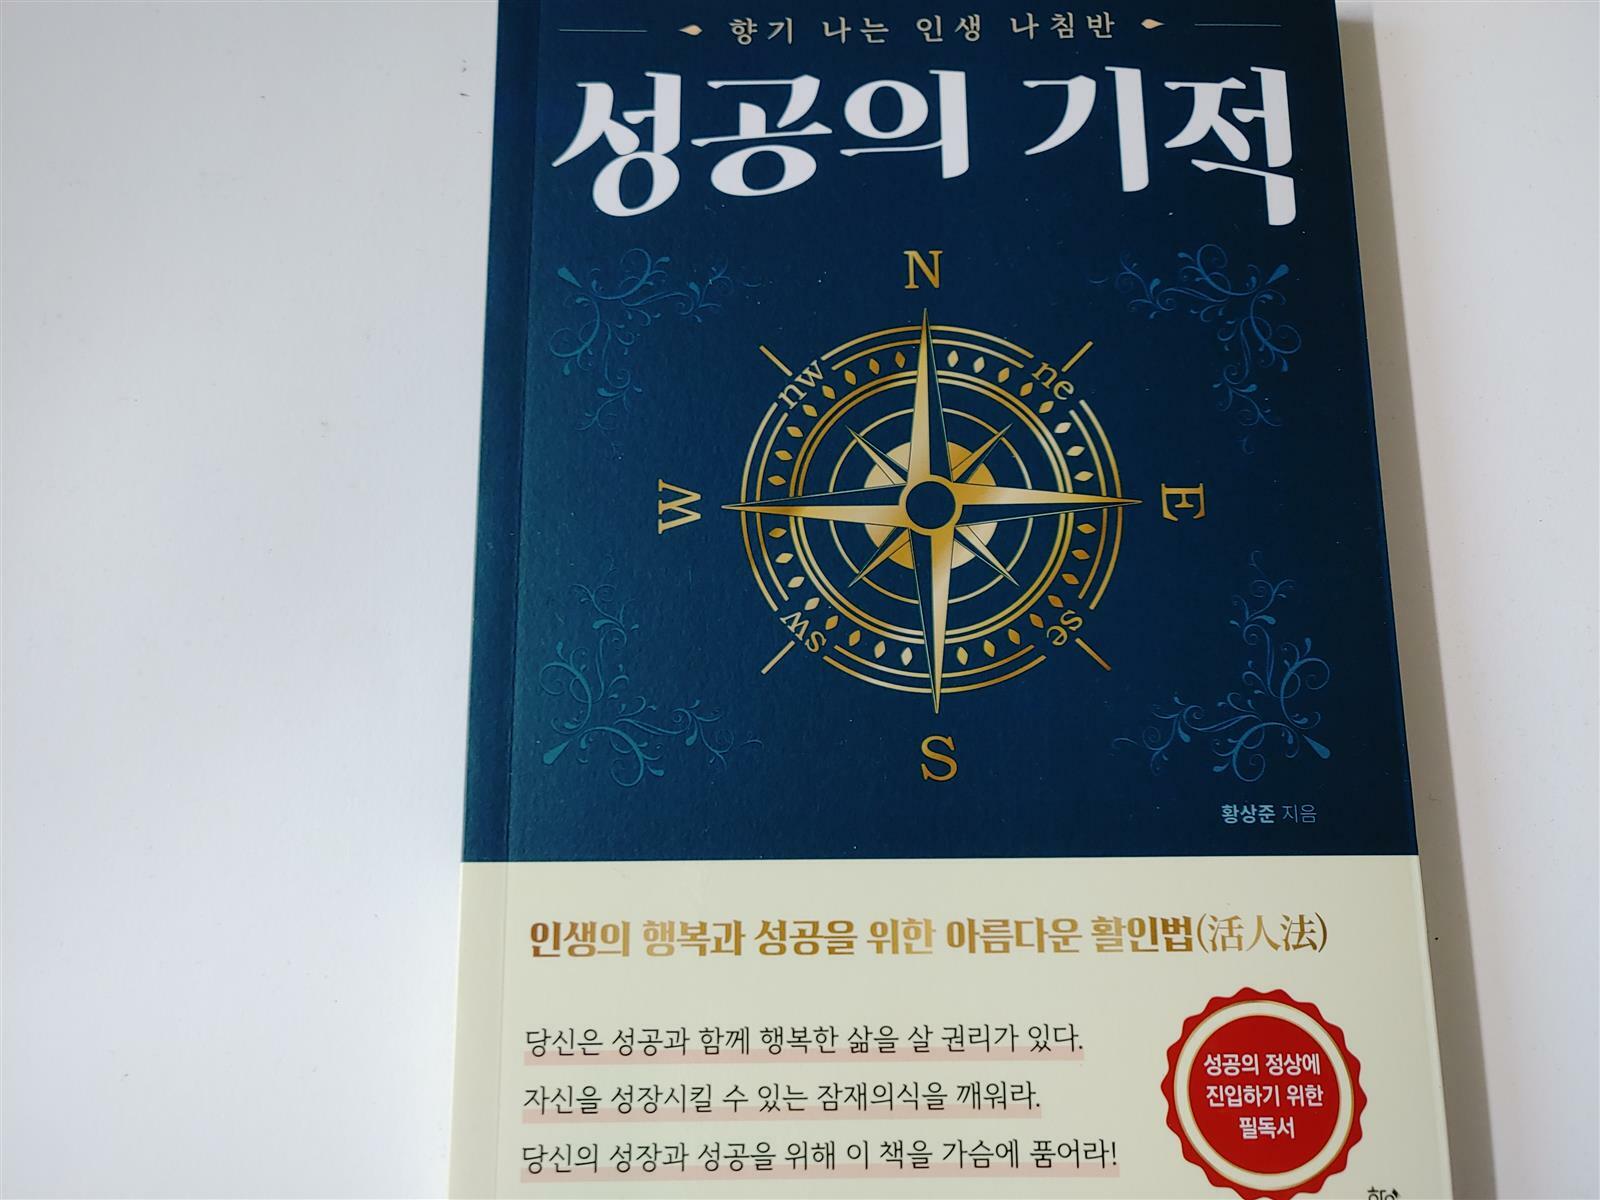 향기 나는 인생 나침반
성공의 기적
N
nw
ne
W
E
sw
se
S
황상준 지음
인생의 행복과 성공을 위한 아름다운 활인법(活人法)
당신은 성공과 함께 행복한 삶을 살 권리가 있다.
자신을 성장시킬 수 있는 잠재의식을 깨워라.
당신의 성장과 성공을 위해 이 책을 가슴에 품어라!
성공의 정상에
진입하기 위한
필독서